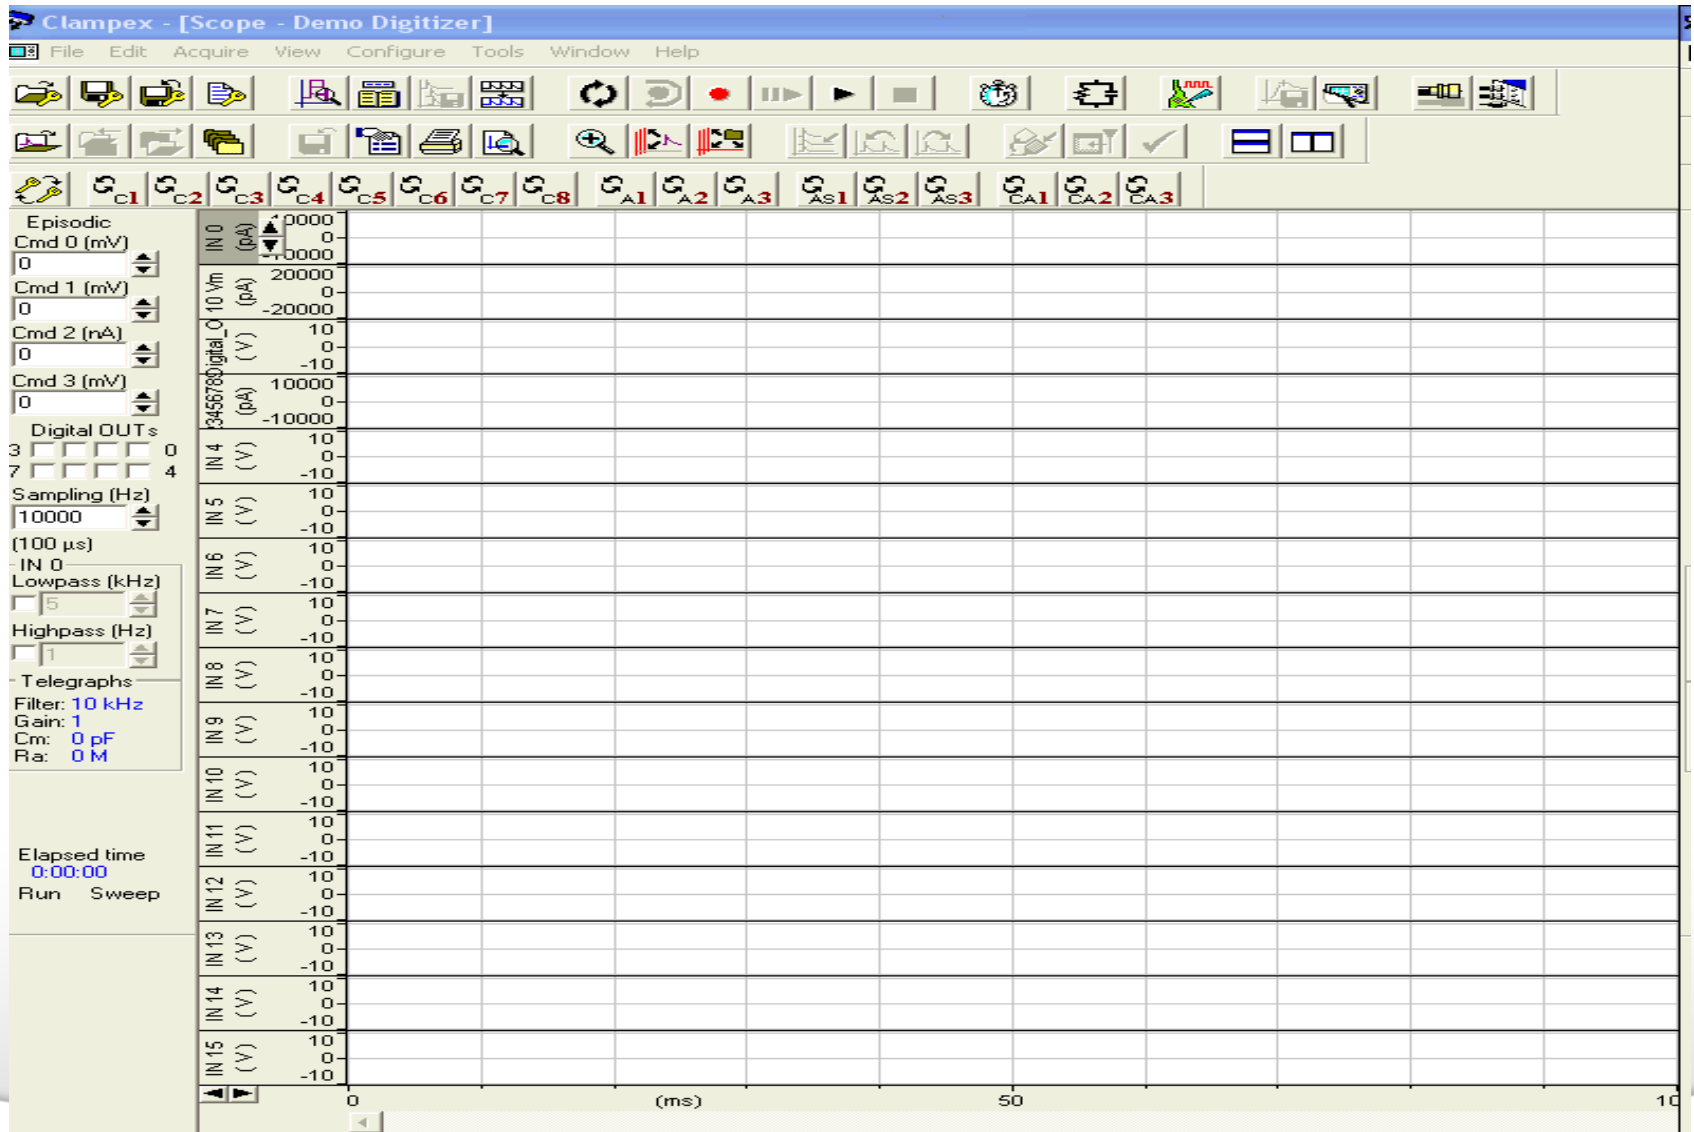 Clampex - [Scope - Demo Digitizer]
File Edit Acquire View Configure Tools Window Help
C1 C2 C3 C4 C5 C6 C7 C8 A1 A2 A3 AS1 AS2 AS3 CA1 CA2 CA3
Episodic
Cmd 0 (mV)
0
Cmd 1 (mV)
0
Cmd 2 (nA)
0
Cmd 3 (mV)
0
Digital OUTs
3 0
7 4
Sampling (Hz)
10000
(100 µs)
IN 0
Lowpass (kHz)
5
Highpass (Hz)
1
Telegraphs
Filter: 10 kHz
Gain: 1
Cm: 0 pF
Ra: 0 M
Elapsed time
0:00:00
Run Sweep
IN 0
(pA)
0
10 Vm
(pA)
20000
0
-20000
Digital_O
(V)
10
0
-10
3456789
(pA)
10000
0
-10000
IN 4
(V)
10
0
-10
IN 5
(V)
10
0
-10
IN 6
(V)
10
0
-10
IN 7
(V)
10
0
-10
IN 8
(V)
10
0
-10
IN 9
(V)
10
0
-10
IN 10
(V)
10
0
-10
IN 11
(V)
10
0
-10
IN 12
(V)
10
0
-10
IN 13
(V)
10
0
-10
IN 14
(V)
10
0
-10
IN 15
(V)
10
0
-10
0 (ms) 50 10